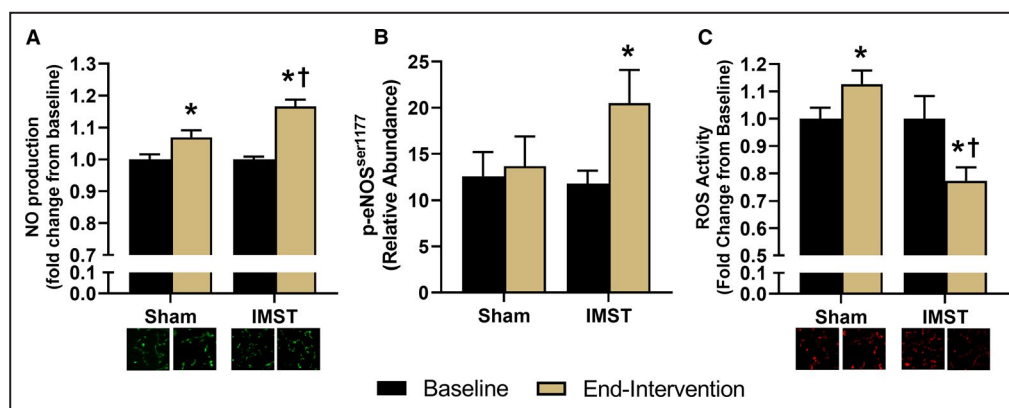 A
NO production
(fold change from baseline)
1.3
1.2
1.1
1.0
0.9
0.8
0.7
0.1
0.0
*
*†
Sham
IMST
B
p-eNOSser1177
(Relative Abundance)
25
20
15
10
5
0
*
Sham
IMST
C
ROS Activity
(Fold Change from Baseline)
1.2
1.1
1.0
0.9
0.8
0.7
0.6
0.5
0.1
0.0
*
*†
Sham
IMST
Baseline
End-Intervention